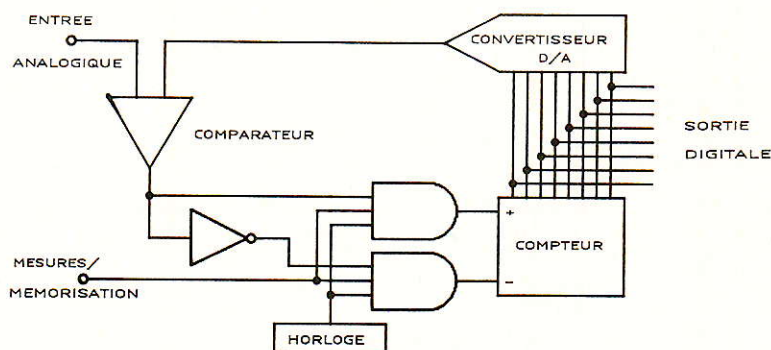 ENTREE
ANALOGIQUE
CONVERTISSEUR
D/A
COMPARATEUR
SORTIE
DIGITALE
+
COMPTEUR
-
MESURES/
MEMORISATION
HORLOGE